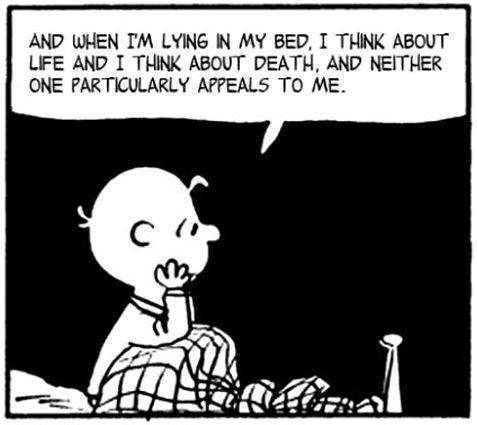 AND WHEN I'M LYING IN MY BED, I THINK ABOUT
LIFE AND I THINK ABOUT DEATH, AND NEITHER
ONE PARTICULARLY APPEALS TO ME.